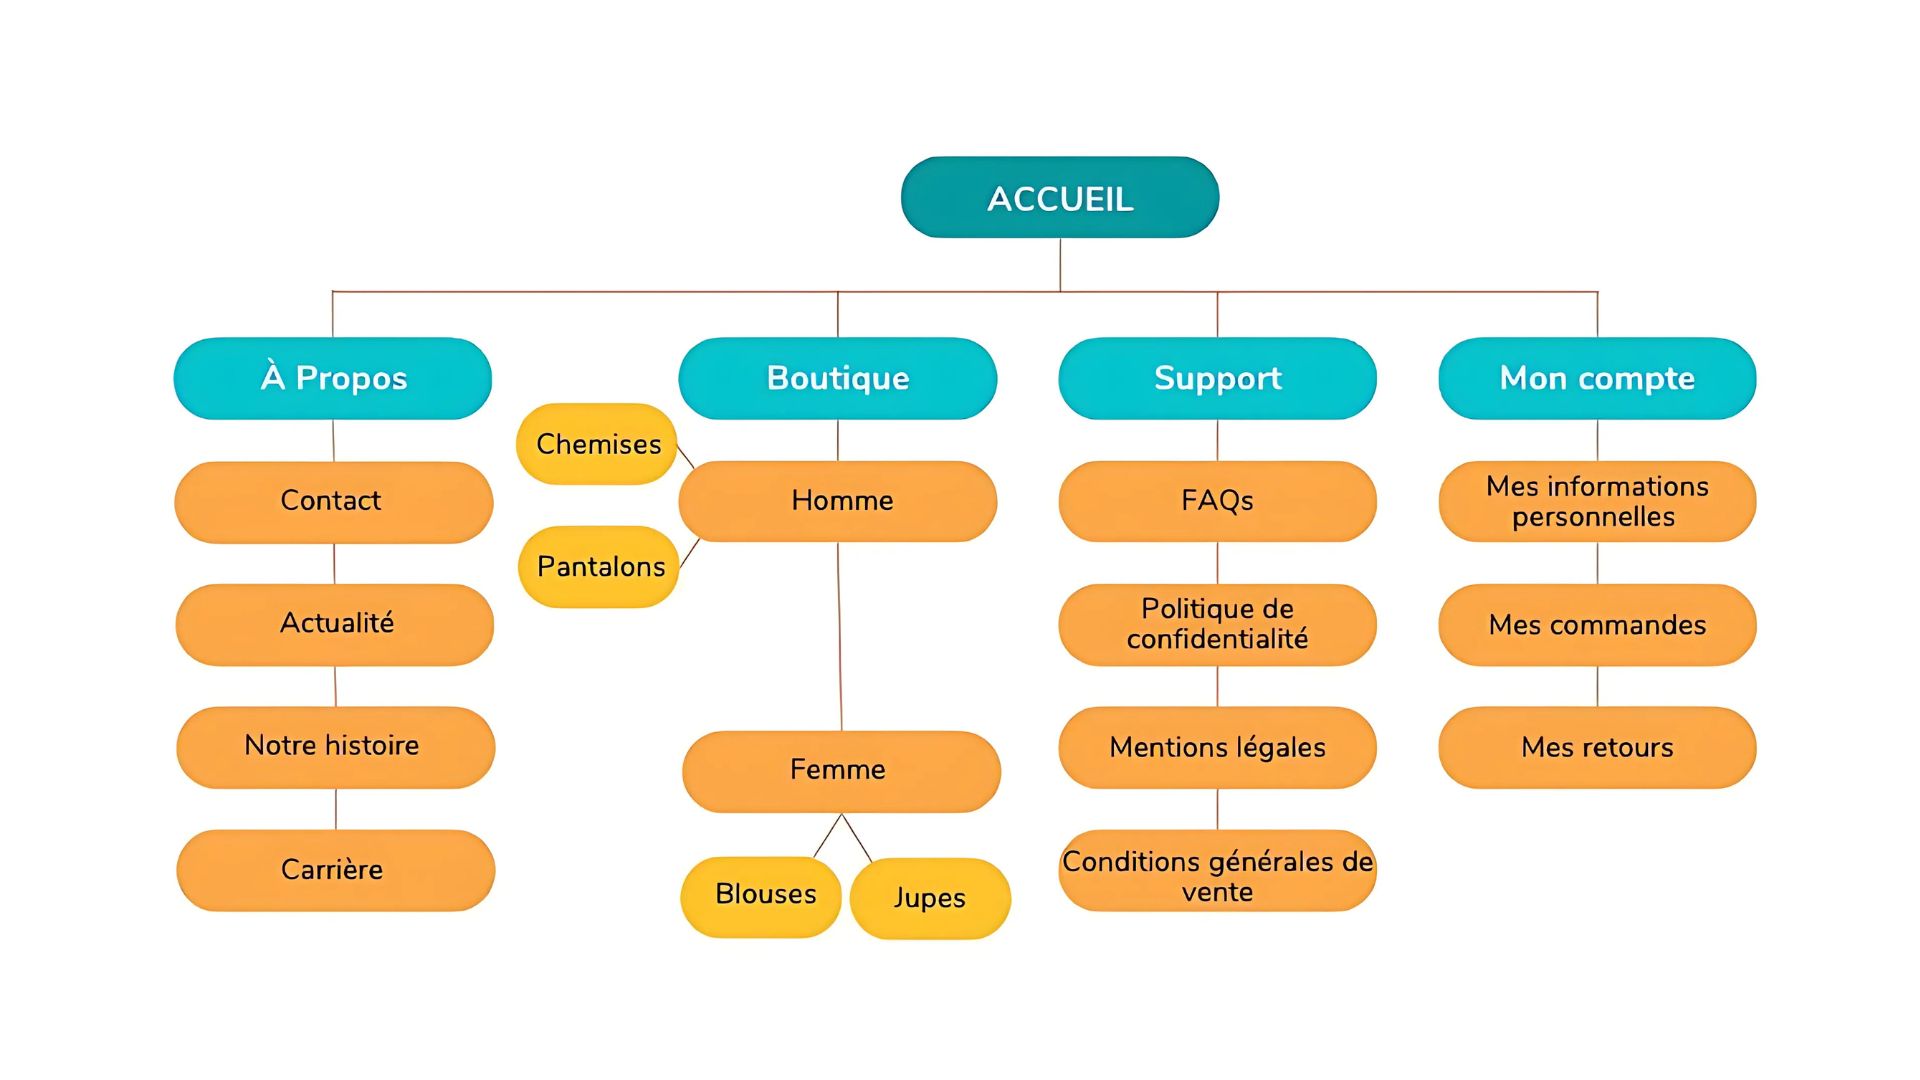 ACCUEIL
À Propos
Boutique
Support
Mon compte
Chemises
Contact
Homme
FAQs
Mes informations
personnelles
Pantalons
Actualité
Politique de
confidentialité
Mes commandes
Notre histoire
Femme
Mentions légales
Mes retours
Carrière
Blouses
Jupes
Conditions générales de
vente